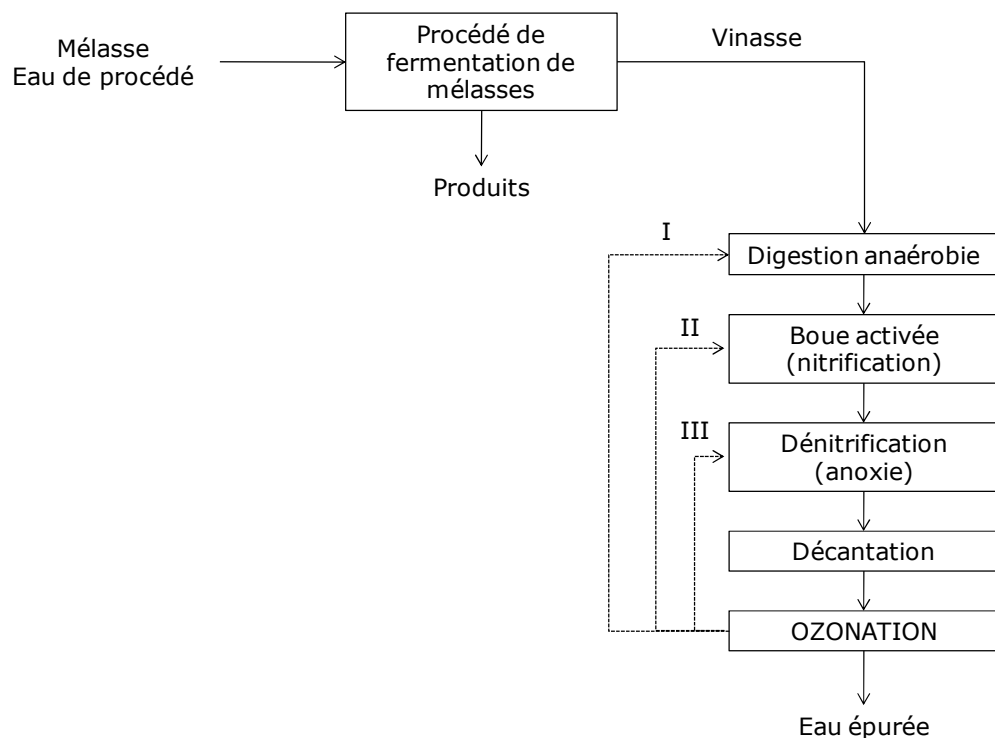 Mélasse
Eau de procédé
Procédé de
fermentation de
mélasses
Vinasse
Produits
I
Digestion anaérobie
II
Boue activée
(nitrification)
III
Dénitrification
(anoxie)
Décantation
OZONATION
Eau épurée